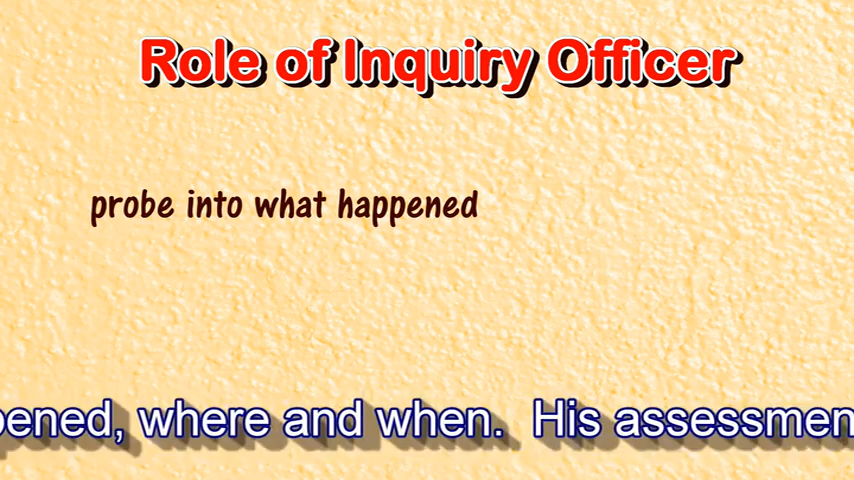 Role of Inquiry Officer
probe into what happened
pened, where and when. His assessmen